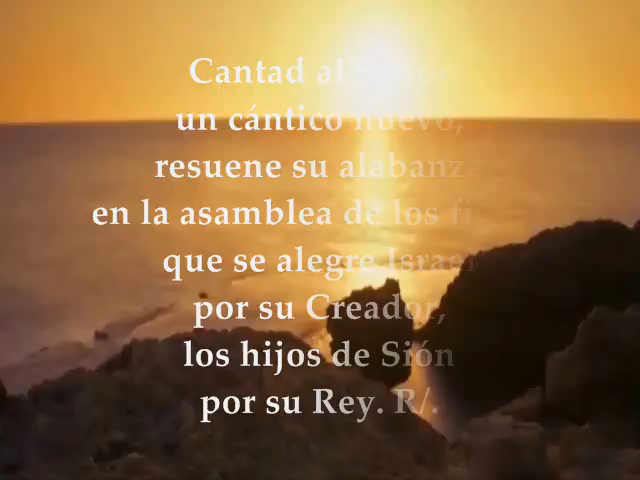 Cantad al
un cántico nuevo,
resuene su alabanz
en la asamblea de los
que se alegre Israel
por su Creador,
los hijos de Sión
por su Rey. R/.